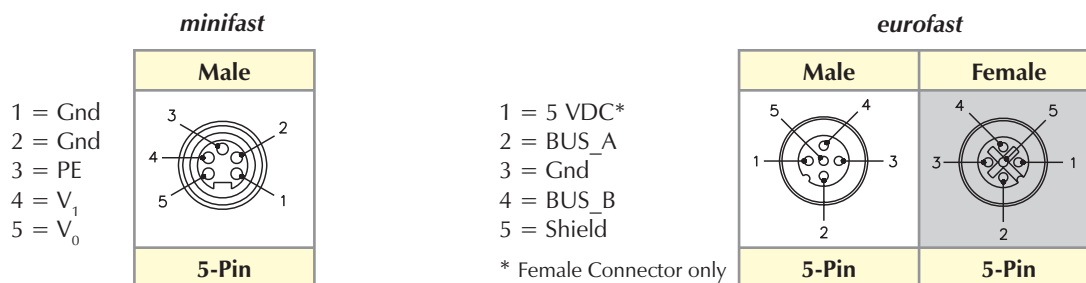 minifast
Male
1 = Gnd
2 = Gnd
3 = PE
4 = V1
5 = V0
3
2
4
5
1
5-Pin
eurofast
Male
Female
1 = 5 VDC*
2 = BUS_A
3 = Gnd
4 = BUS_B
5 = Shield
* Female Connector only
5
4
1
3
2
4
5
3
1
2
5-Pin
5-Pin